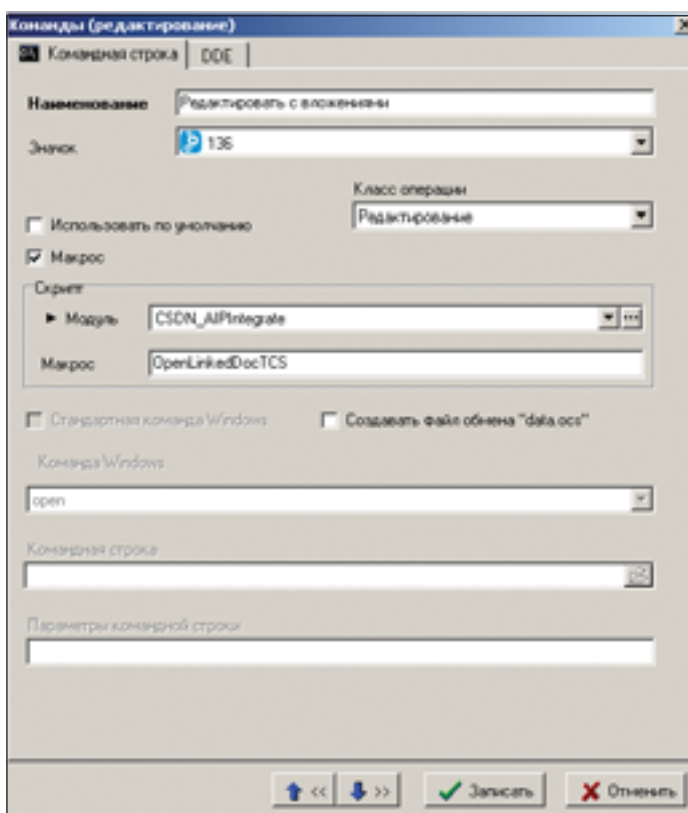 Команды (редактирование)
Командная строка DDE
Наименование Редактировать с вложениями
Значок 136
Класс операции
Использовать по умолчанию Редактирование
Макрос
Скрипт
Модуль CSDN_AIPIntegrate
Макрос OpenLinkedDocTCS
Стандартная команда Windows Создавать файл обмена "data.ocs"
Команда Windows
open
Командная строка
Параметры командной строки
<< >> Записать Отменить